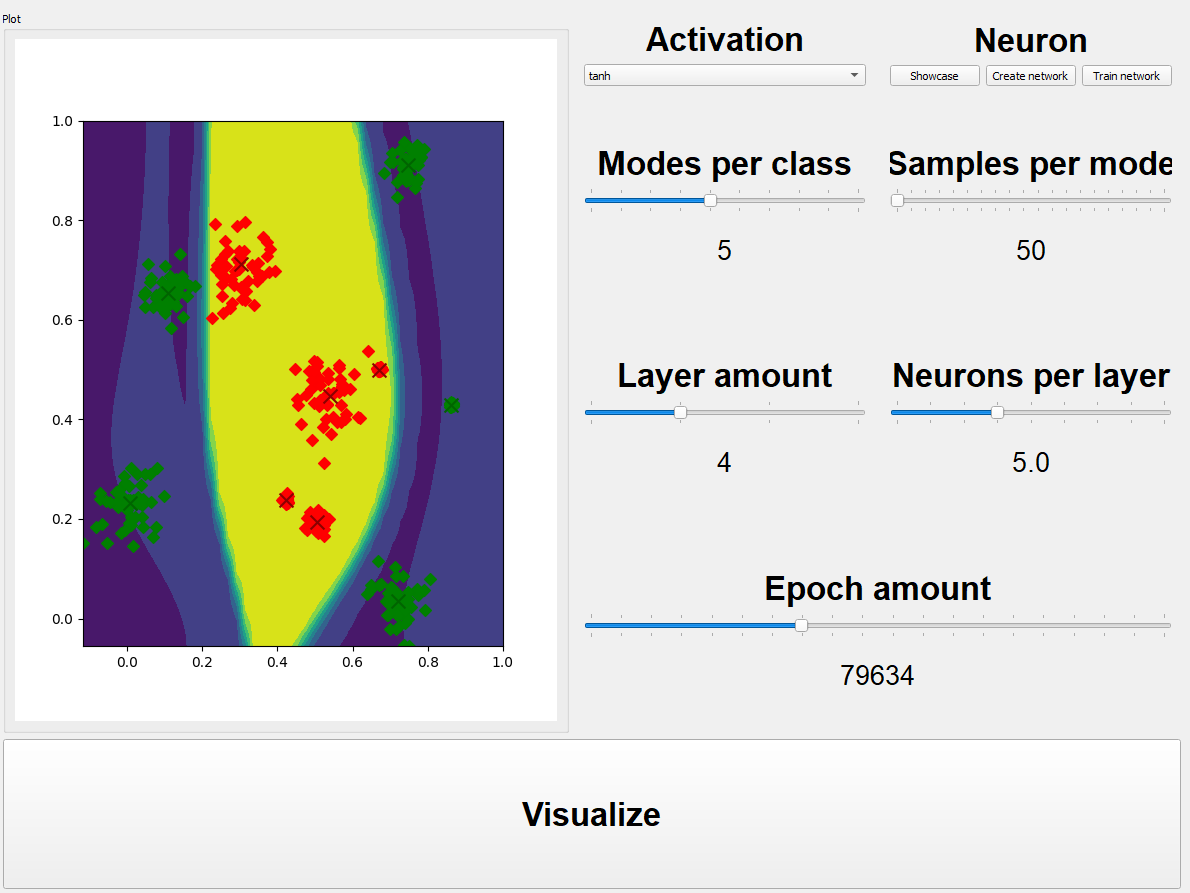 Plot
Activation
tanh
Neuron
Showcase Create network Train network
Modes per class
5
Samples per mode
50
Layer amount
4
Neurons per layer
5.0
Epoch amount
79634
1.0
0.8
0.6
0.4
0.2
0.0
0.0 0.2 0.4 0.6 0.8 1.0
Visualize